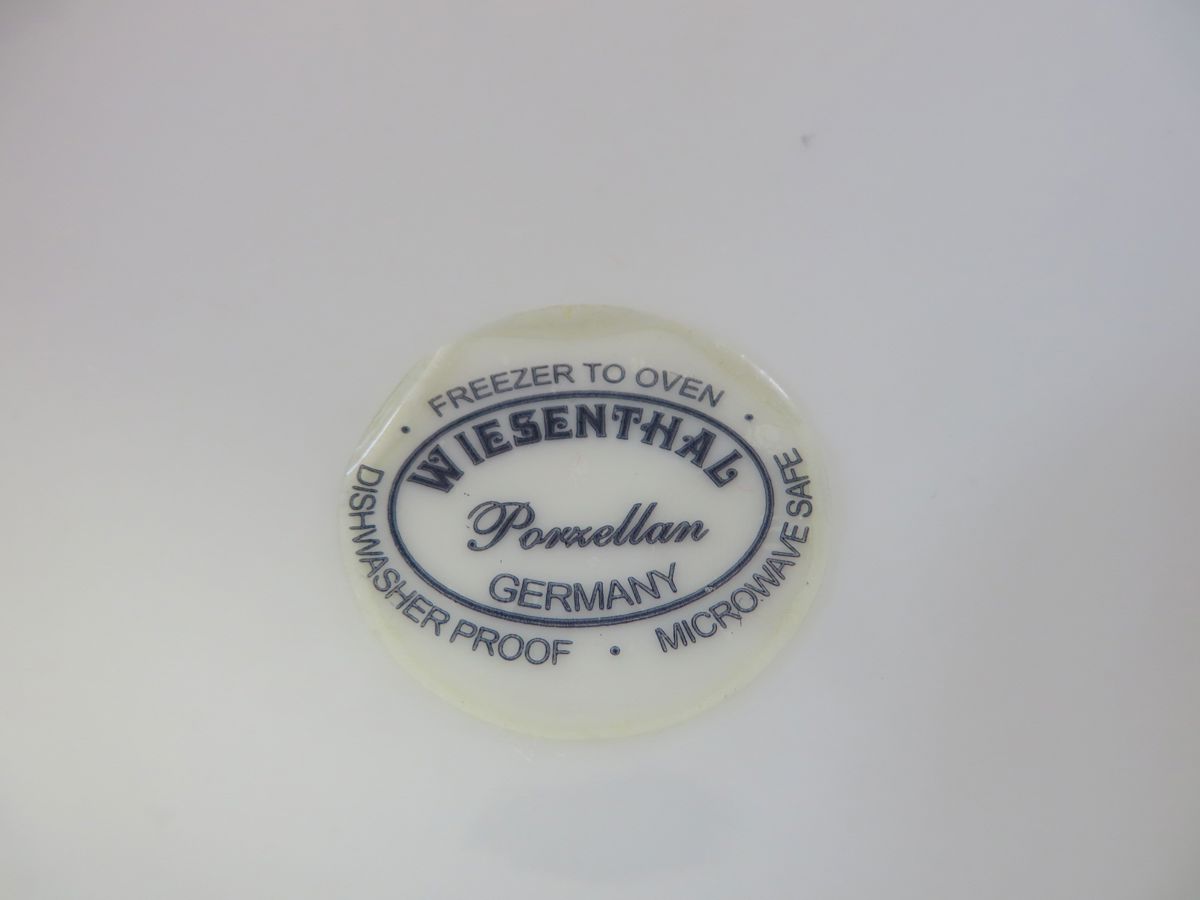 FREEZER TO OVEN
WIESENTHAL
Porzellan
GERMANY
DISHWASHER PROOF • MICROWAVE SAFE